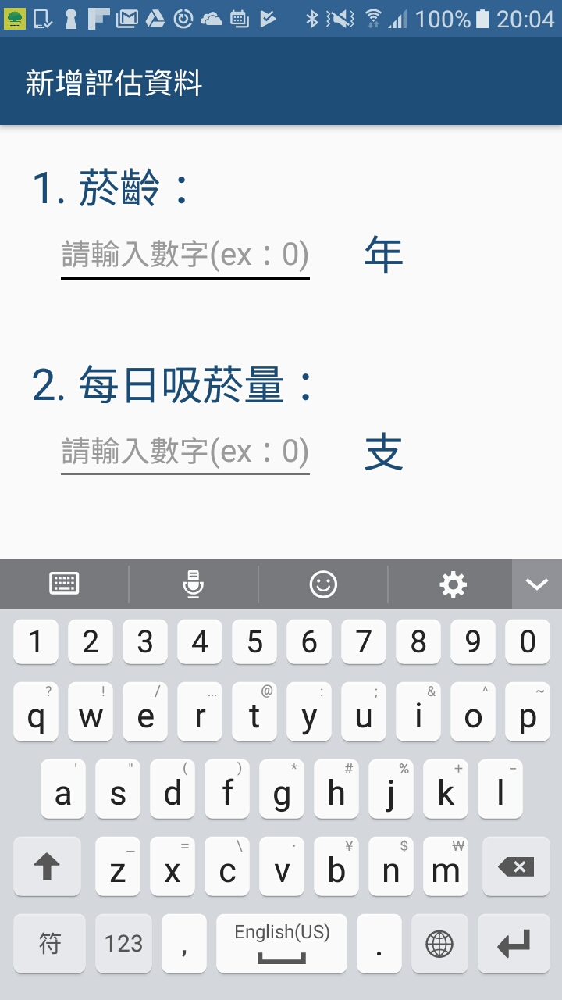 100% 20:04
新增評估資料
1. 菸齡：
請輸入數字(ex：0) 年
2. 每日吸菸量：
請輸入數字(ex：0) 支
1 2 3 4 5 6 7 8 9 0
? ! / ... @ : ; & ^ ~
q w e r t y u i o p
' " ( ) * # % + -
a s d f g h j k l
_ = \ · ¥ $ ₩
z x c v b n m
符 123 , English(US) .